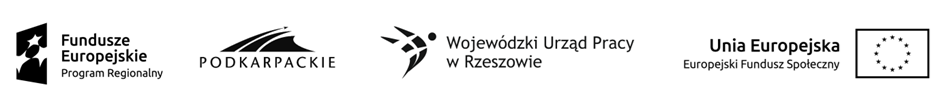 Fundusze
Europejskie
Program Regionalny
PODKARPACKIE
Wojewódzki Urząd Pracy
w Rzeszowie
Unia Europejska
Europejski Fundusz Społeczny